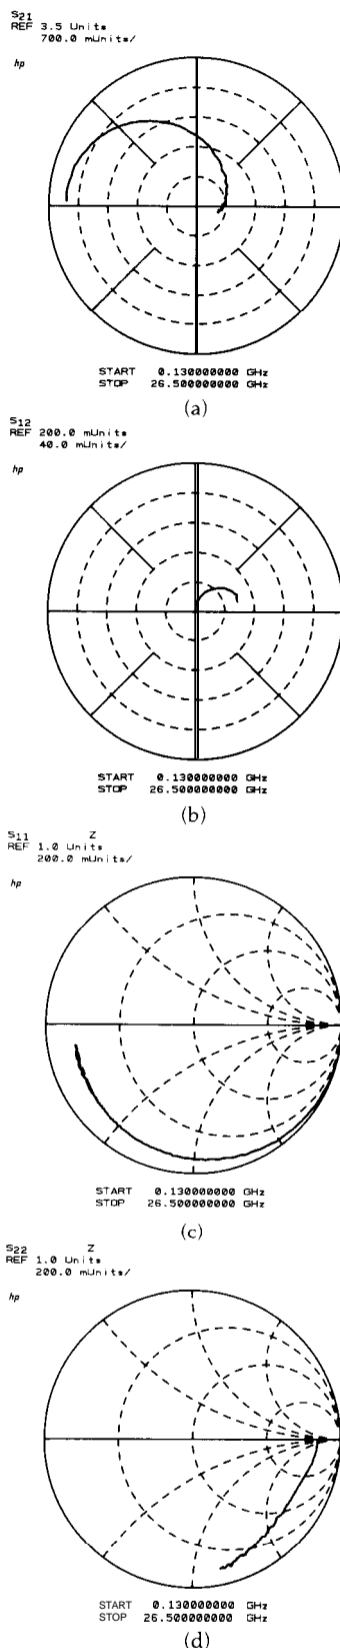 S21
REF 3.5 Units
700.0 mUnits/
hp
START 0.130000000 GHz
STOP 26.500000000 GHz
(a)
S12
REF 200.0 mUnits
40.0 mUnits/
hp
START 0.130000000 GHz
STOP 26.500000000 GHz
(b)
S11 Z
REF 1.0 Units
200.0 mUnits/
hp
START 0.130000000 GHz
STOP 26.500000000 GHz
(c)
S22 Z
REF 1.0 Units
200.0 mUnits/
hp
START 0.130000000 GHz
STOP 26.500000000 GHz
(d)